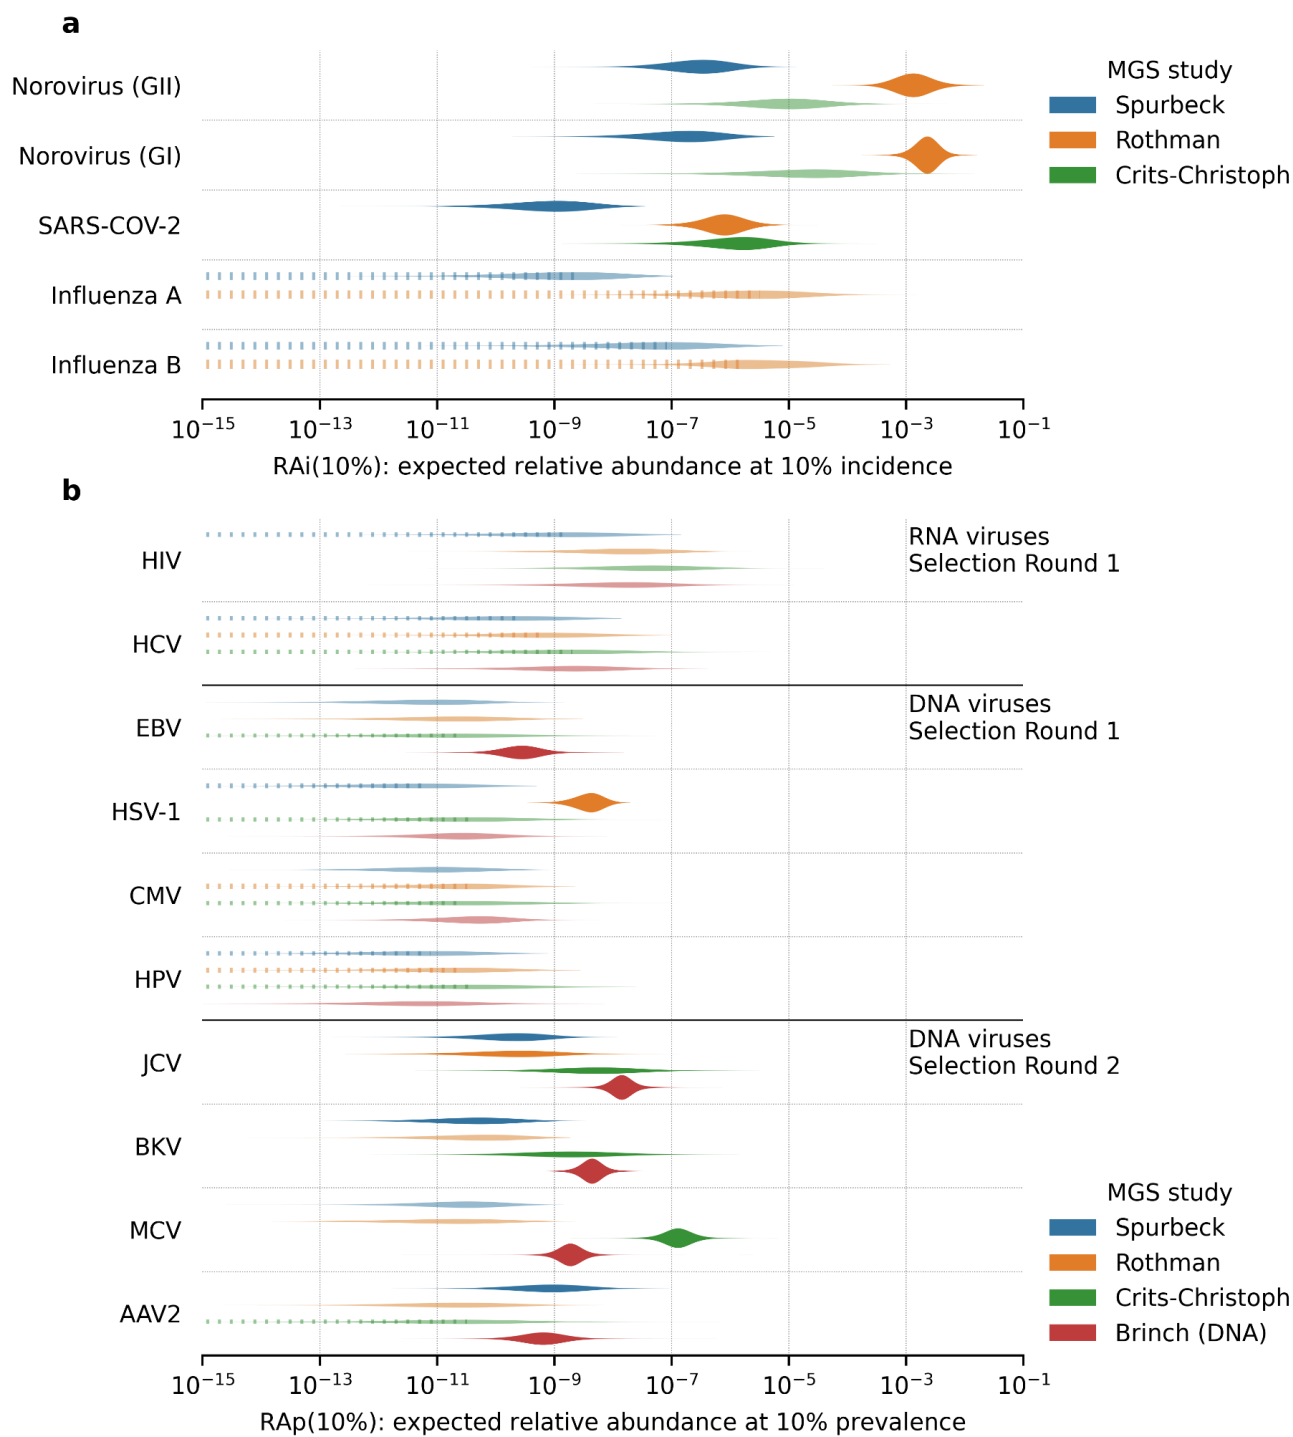 a
Norovirus (GII)
Norovirus (GI)
SARS-COV-2
Influenza A
Influenza B
MGS study
Spurbeck
Rothman
Crits-Christoph
10⁻¹⁵ 10⁻¹³ 10⁻¹¹ 10⁻⁹ 10⁻⁷ 10⁻⁵ 10⁻³ 10⁻¹
RAi(10%): expected relative abundance at 10% incidence
b
HIV
RNA viruses
Selection Round 1
HCV
EBV
DNA viruses
Selection Round 1
HSV-1
CMV
HPV
JCV
DNA viruses
Selection Round 2
BKV
MCV
AAV2
MGS study
Spurbeck
Rothman
Crits-Christoph
Brinch (DNA)
10⁻¹⁵ 10⁻¹³ 10⁻¹¹ 10⁻⁹ 10⁻⁷ 10⁻⁵ 10⁻³ 10⁻¹
RAp(10%): expected relative abundance at 10% prevalence